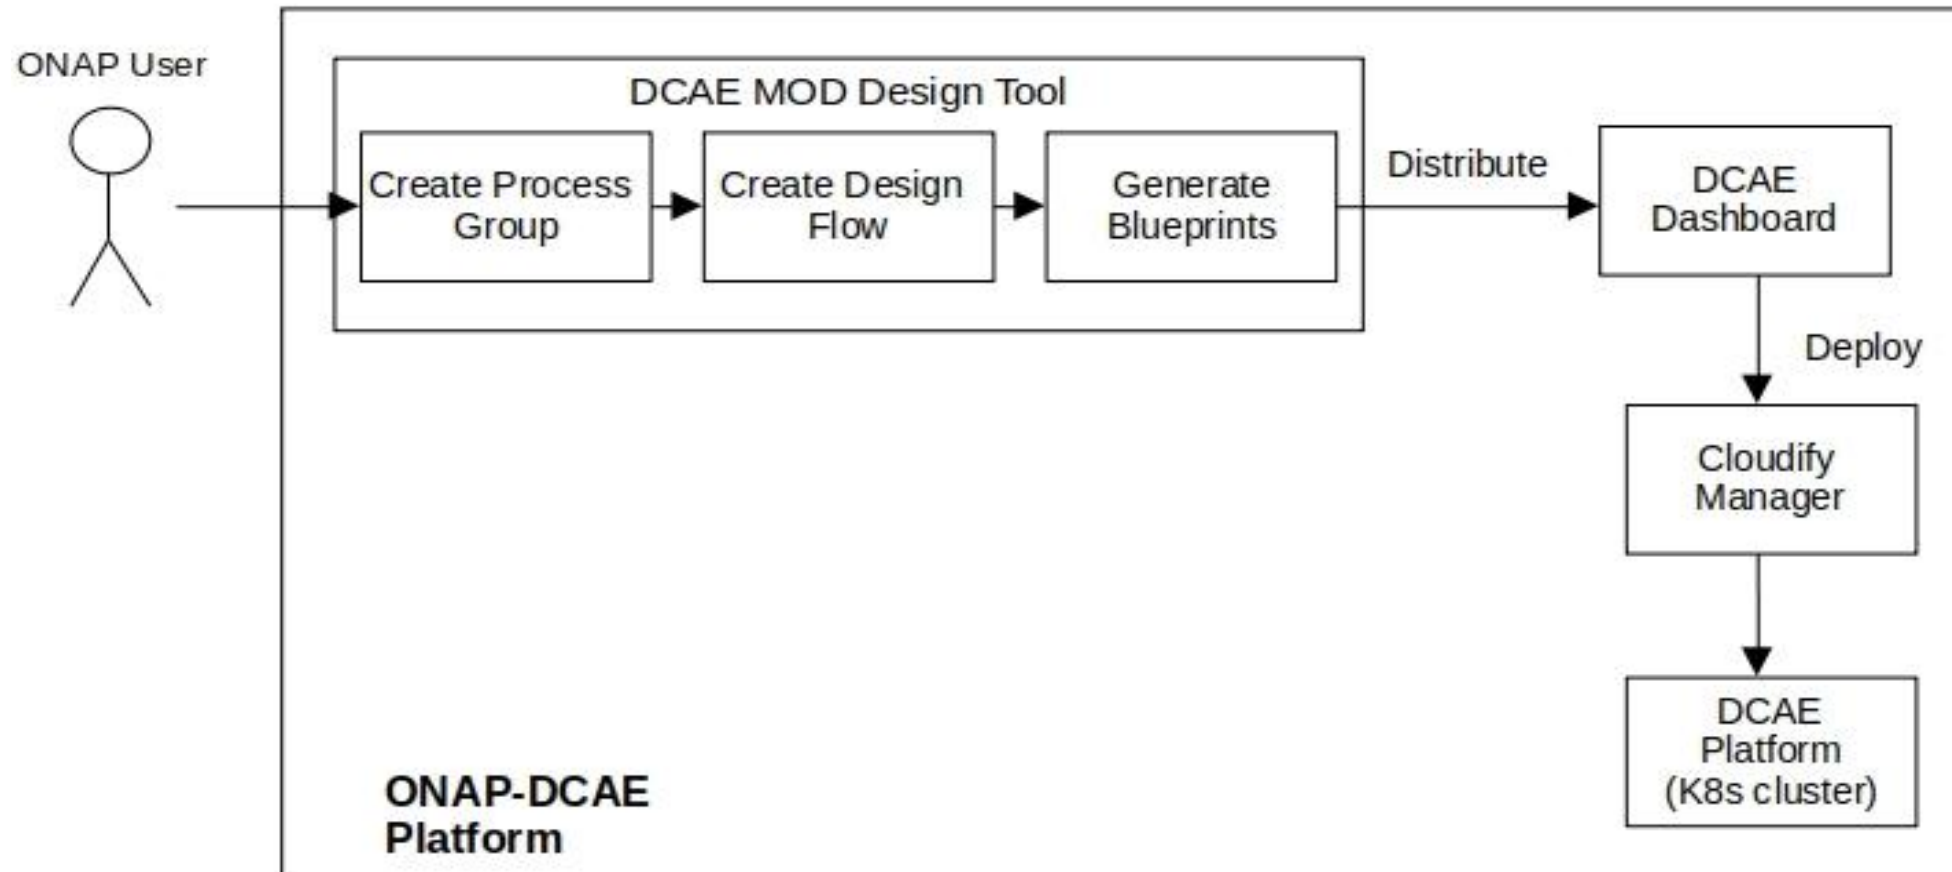 ONAP User
DCAE MOD Design Tool
Create Process
Group
Create Design
Flow
Generate
Blueprints
Distribute
DCAE
Dashboard
Deploy
Cloudify
Manager
DCAE
Platform
(K8s cluster)
ONAP-DCAE
Platform